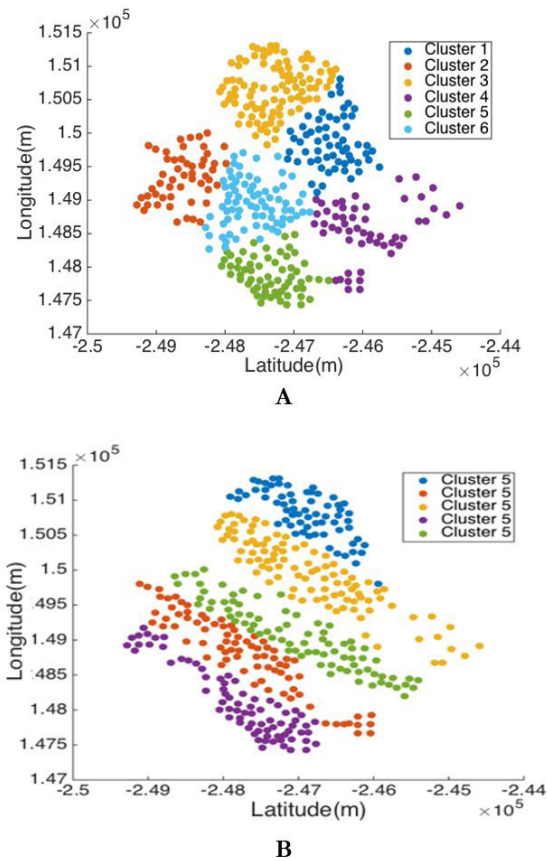 ×10⁵
1.515
1.51
1.505
1.5
1.495
1.49
1.485
1.48
1.475
1.47
Longitude(m)
Cluster 1
Cluster 2
Cluster 3
Cluster 4
Cluster 5
Cluster 6
-2.5 -2.49 -2.48 -2.47 -2.46 -2.45 -2.44
Latitude(m)
×10⁵
A
×10⁵
1.515
1.51
1.505
1.5
1.495
1.49
1.485
1.48
1.475
1.47
Longitude(m)
Cluster 5
Cluster 5
Cluster 5
Cluster 5
Cluster 5
-2.5 -2.49 -2.48 -2.47 -2.46 -2.45 -2.44
Latitude(m)
×10⁵
B